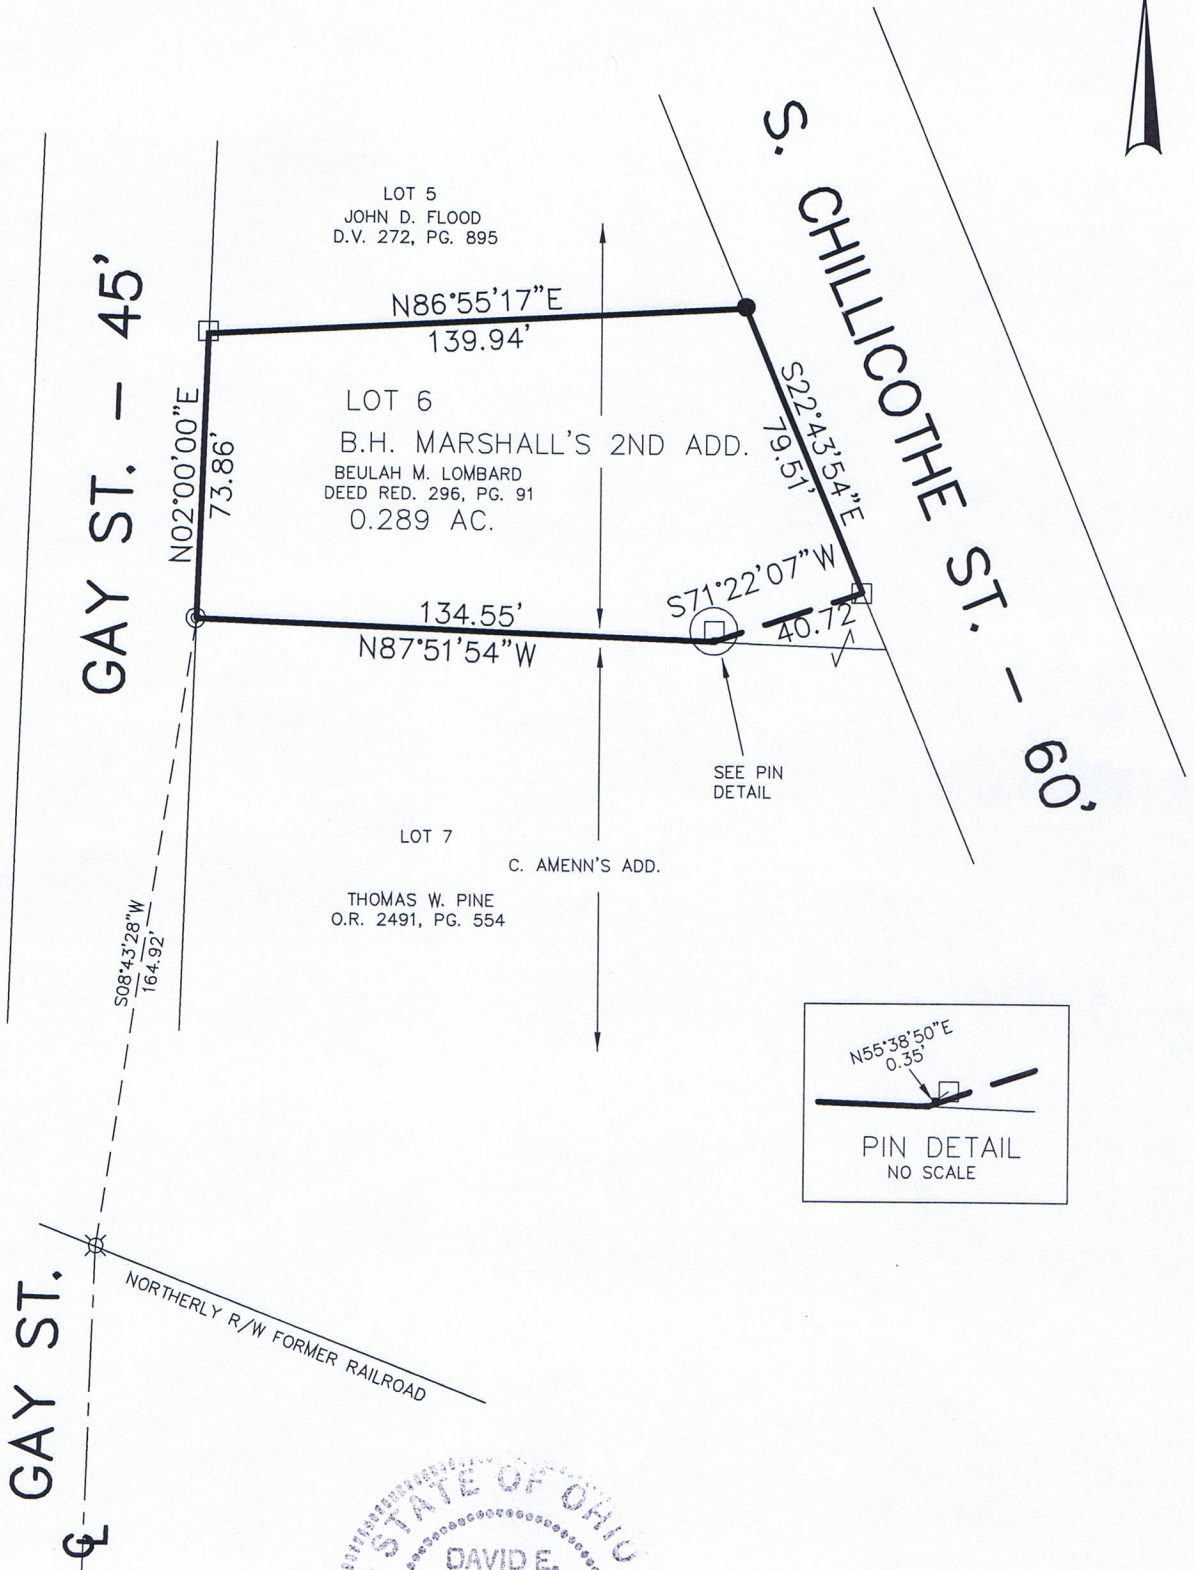 S. CHILLICOTHE ST. — 60'
GAY ST. — 45'
LOT 5
JOHN D. FLOOD
D.V. 272, PG. 895
N86°55'17"E
139.94'
N02°00'00"E
73.86'
LOT 6
B.H. MARSHALL'S 2ND ADD.
BEULAH M. LOMBARD
DEED RED. 296, PG. 91
0.289 AC.
S22°43'54"E
79.51'
S71°22'07"W
40.72'
134.55'
N87°51'54"W
SEE PIN
DETAIL
LOT 7
C. AMENN'S ADD.
THOMAS W. PINE
O.R. 2491, PG. 554
S08°43'28"W
164.92'
N55°38'50"E
0.35'
PIN DETAIL
NO SCALE
NORTHERLY R/W FORMER RAILROAD
GAY ST.
CL
STATE OF OHIO
DAVID E.